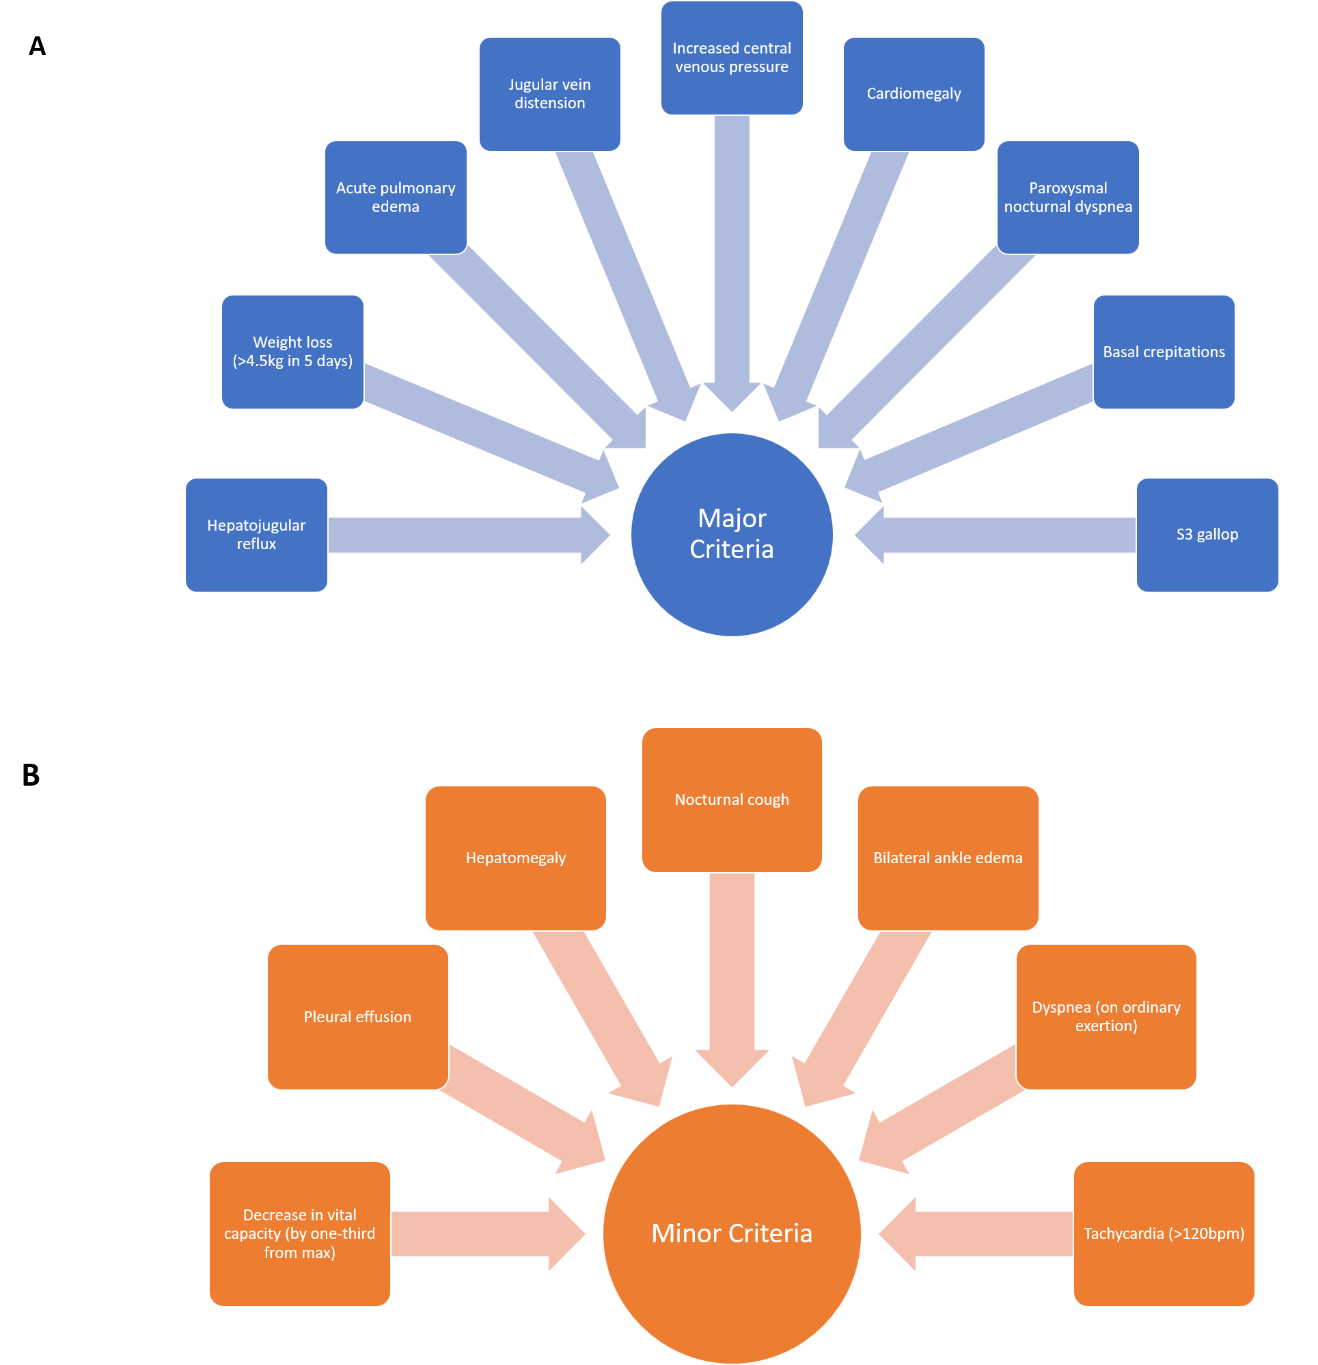 A
Increased central
venous pressure
Jugular vein
distension
Cardiomegaly
Acute pulmonary
edema
Paroxysmal
nocturnal dyspnea
Weight loss
(>4.5kg in 5 days)
Basal crepitations
Hepatojugular
reflux
Major
Criteria
S3 gallop
B
Nocturnal cough
Hepatomegaly
Bilateral ankle edema
Pleural effusion
Dyspnea (on ordinary
exertion)
Decrease in vital
capacity (by one-third
from max)
Minor Criteria
Tachycardia (>120bpm)